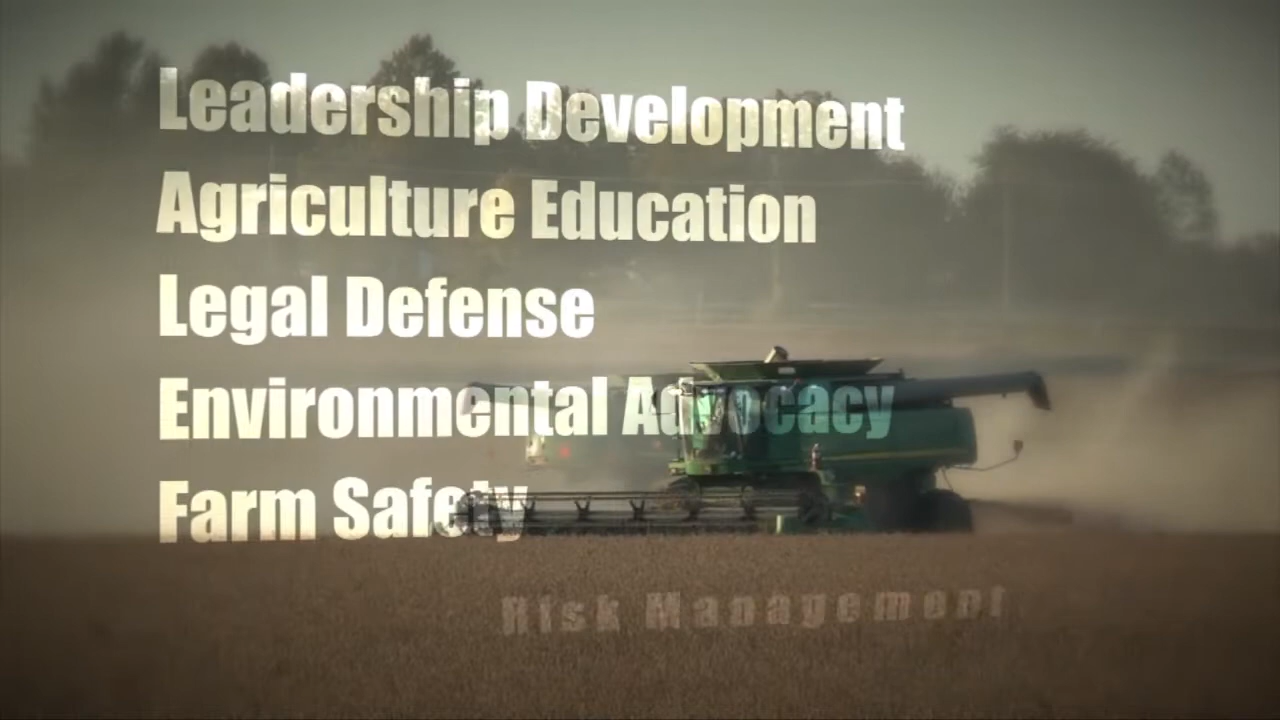 Leadership Development
Agriculture Education
Legal Defense
Environmental Advocacy
Farm Safety
Risk Management